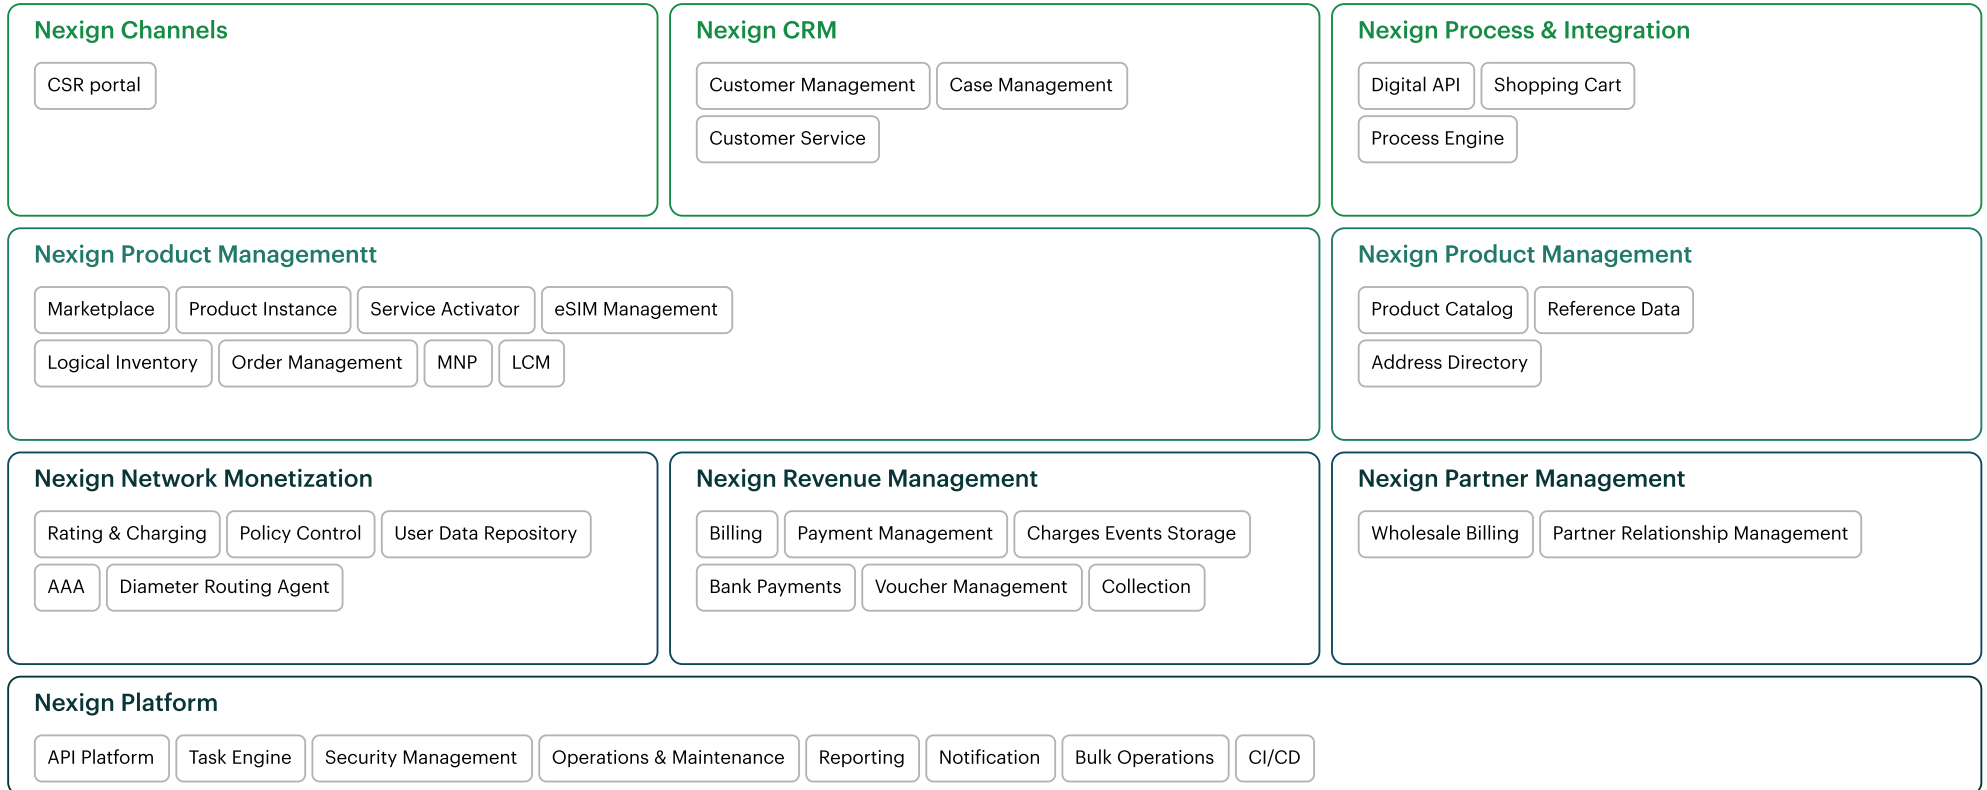 Nexign Channels
CSR portal
Nexign CRM
Customer Management Case Management
Customer Service
Nexign Process & Integration
Digital API Shopping Cart
Process Engine
Nexign Product Managementt
Marketplace Product Instance Service Activator eSIM Management
Logical Inventory Order Management MNP LCM
Nexign Product Management
Product Catalog Reference Data
Address Directory
Nexign Network Monetization
Rating & Charging Policy Control User Data Repository
AAA Diameter Routing Agent
Nexign Revenue Management
Billing Payment Management Charges Events Storage
Bank Payments Voucher Management Collection
Nexign Partner Management
Wholesale Billing Partner Relationship Management
Nexign Platform
API Platform Task Engine Security Management Operations & Maintenance Reporting Notification Bulk Operations CI/CD